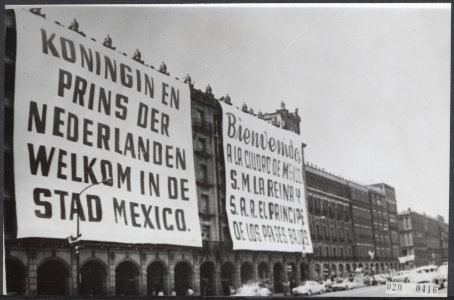 KONINGIN EN
PRINS DER
NEDERLANDEN
WELKOM IN DE
STAD MEXICO.
Bienvenidos
A LA CIUDAD DE MEXICO
S.M. LA REINA Y
S.A.R. EL PRINCIPE
DE LOS PAISES BAJOS
020 0416